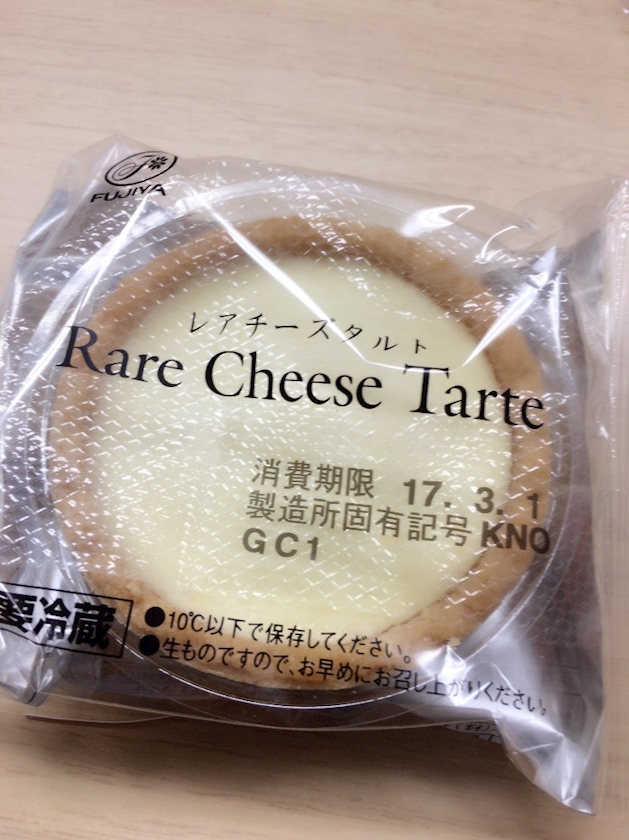 FUJIYA
レアチーズタルト
Rare Cheese Tarte
消費期限 17. 3. 1
製造所固有記号 KNO
GC1
要冷蔵
●10℃以下で保存してください。
●生ものですので、お早めにお召し上がりください。